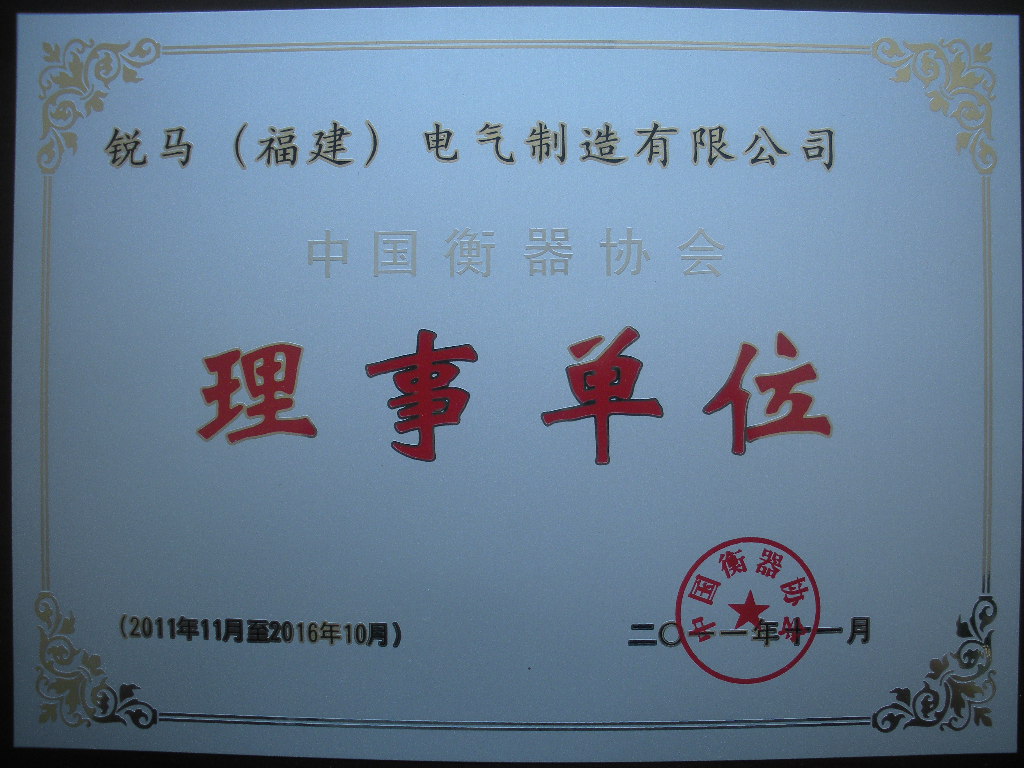 锐马（福建）电气制造有限公司
中国衡器协会
理事单位
中国衡器协会
（2011年11月至2016年10月）
二〇一一年十一月